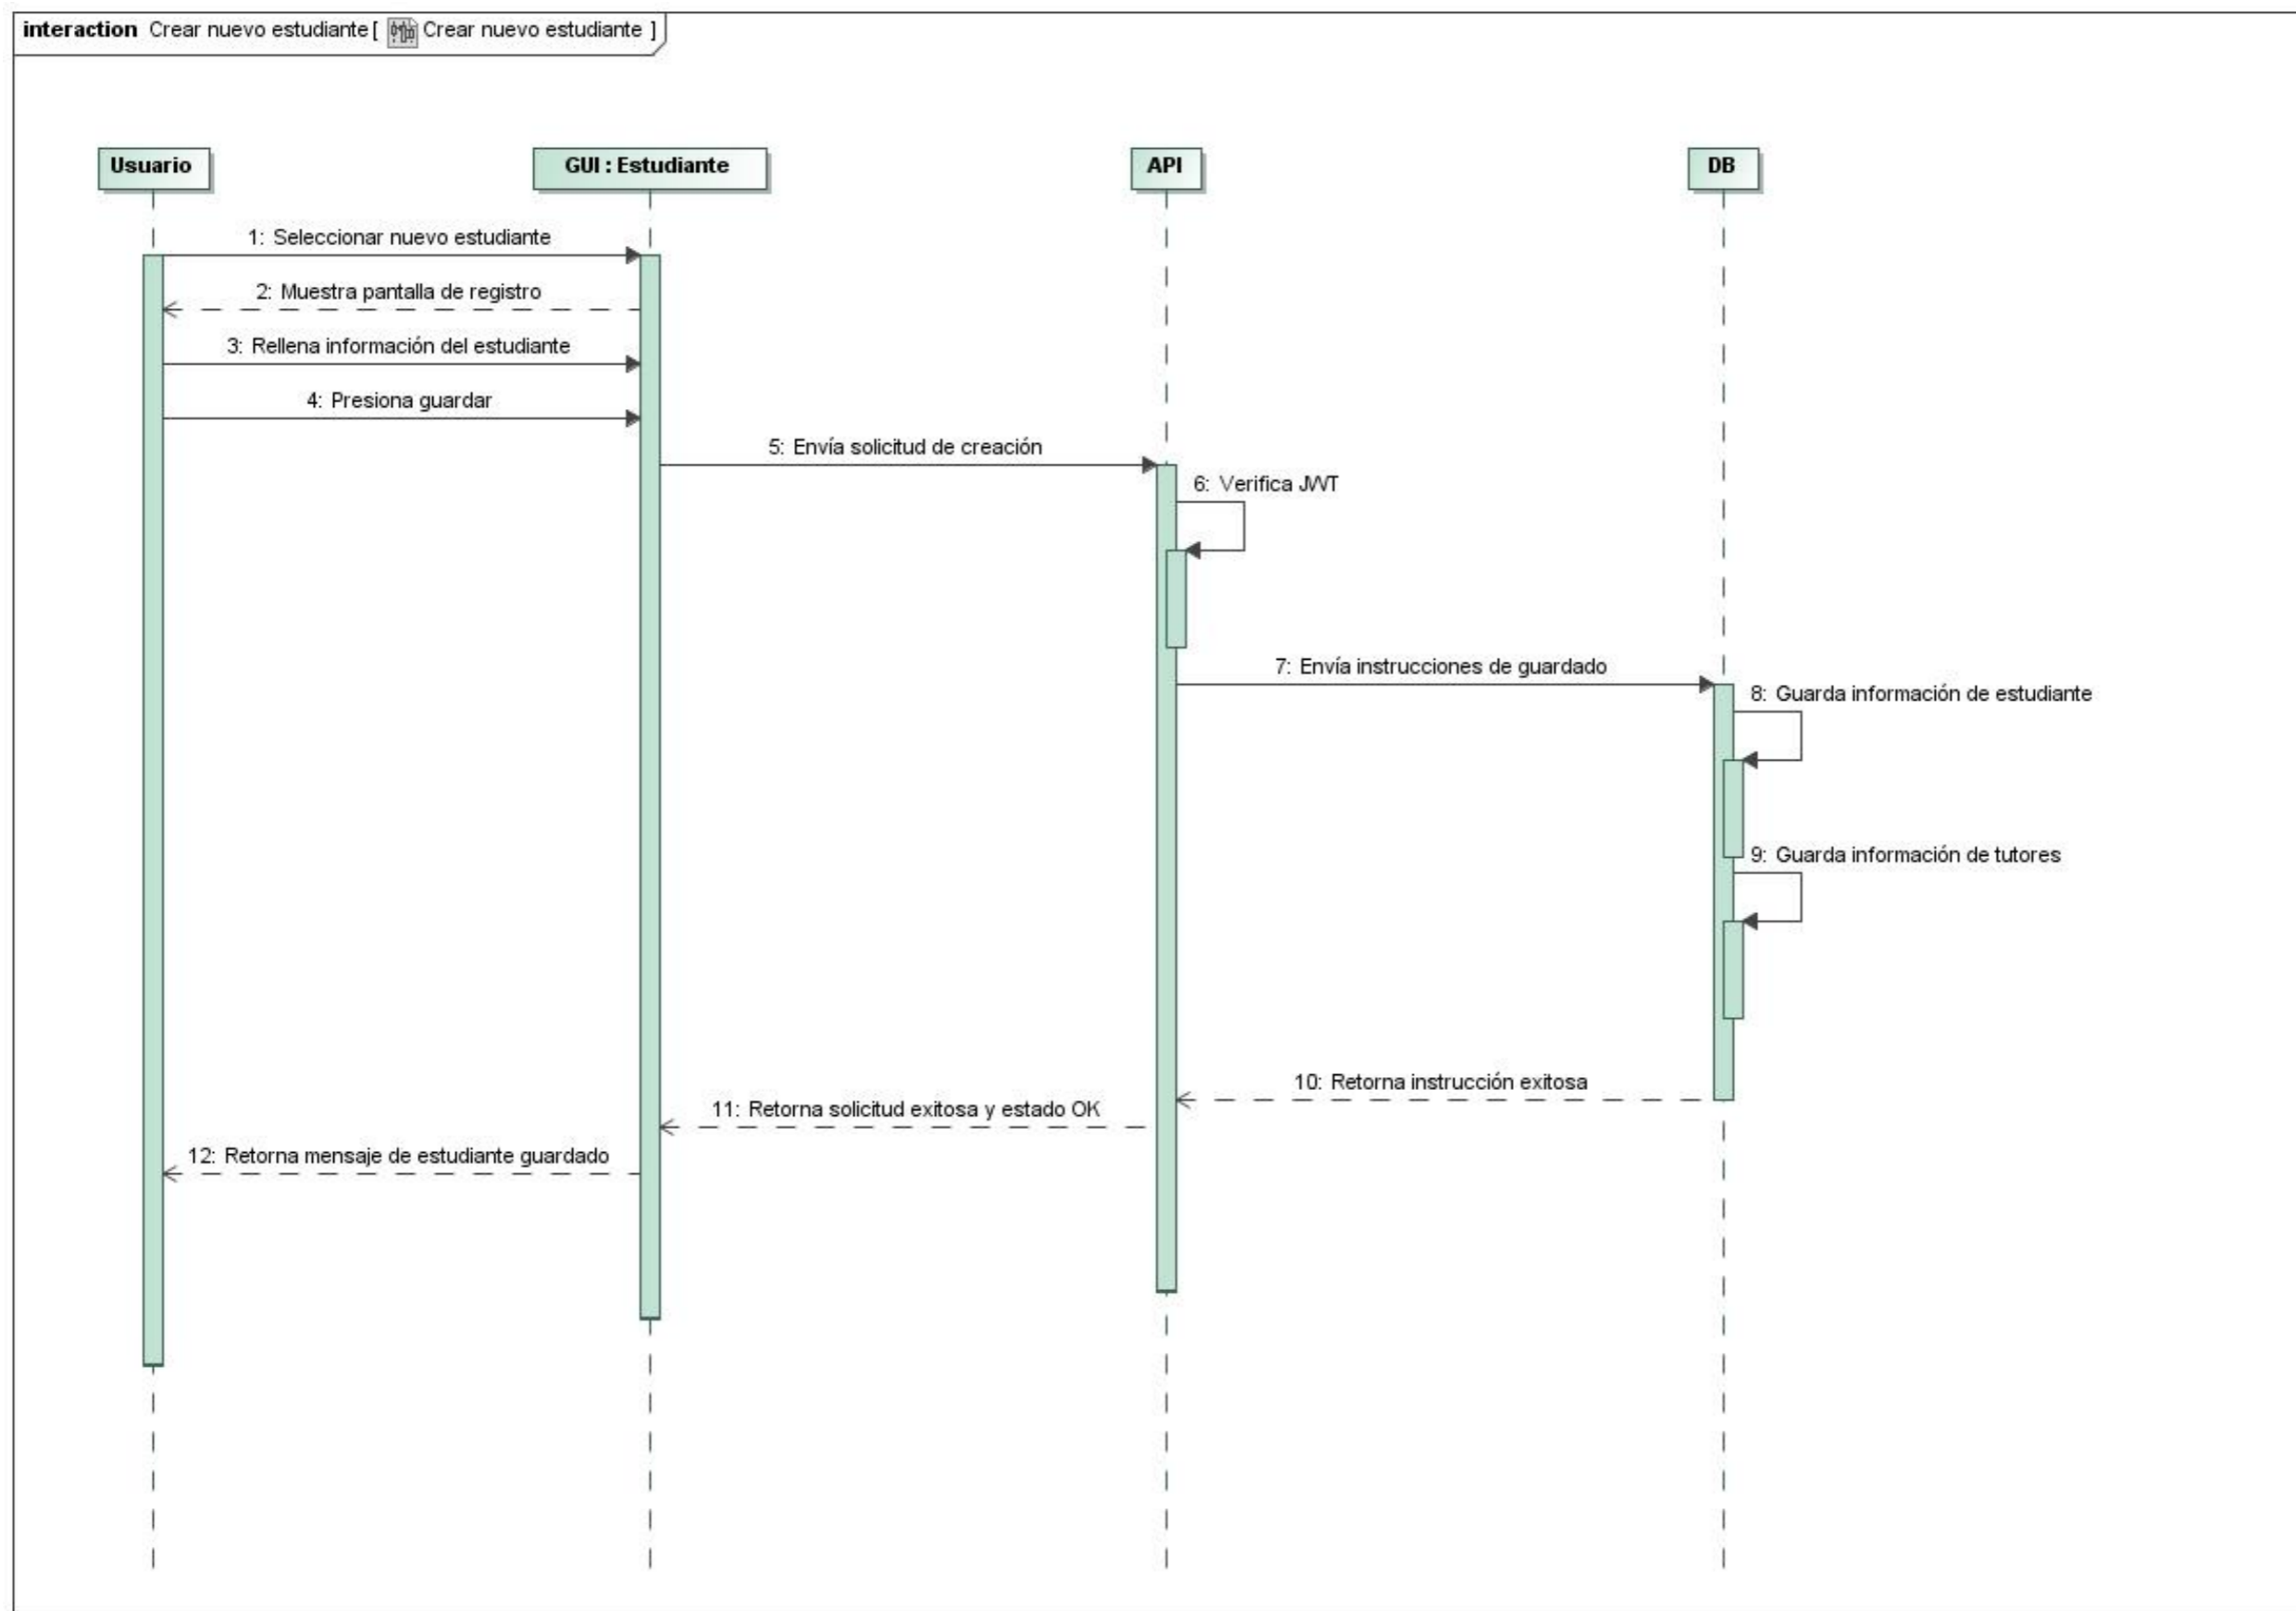 interaction Crear nuevo estudiante [ Crear nuevo estudiante ]
Usuario
GUI : Estudiante
API
DB
1: Seleccionar nuevo estudiante
2: Muestra pantalla de registro
3: Rellena información del estudiante
4: Presiona guardar
5: Envía solicitud de creación
6: Verifica JWT
7: Envía instrucciones de guardado
8: Guarda información de estudiante
9: Guarda información de tutores
10: Retorna instrucción exitosa
11: Retorna solicitud exitosa y estado OK
12: Retorna mensaje de estudiante guardado